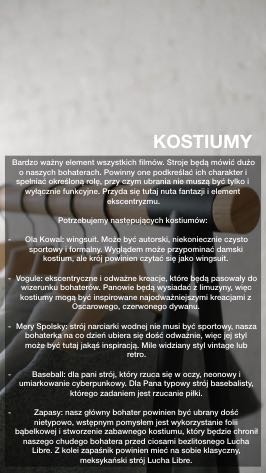 KOSTIUMY
Bardzo ważny element wszystkich filmów. Stroje będą mówić dużo
o naszych bohaterach. Powinny one podkreślać ich charakter i
spełniać określoną rolę, przy czym ubrania nie muszą być tylko i
wyłącznie funkcyjne. Przyda się tutaj nuta fantazji i element
ekscentryzmu.
Potrzebujemy następujących kostiumów:
- Ola Kowal: wingsuit. Może być autorski, niekoniecznie czysto
sportowy i formalny. Wyglądem może przypominać damski
kostium, ale krój powinien czytać się jako wingsuit.
- Vogule: ekscentryczne i odważne kreacje, które będą pasowały do
wizerunku bohaterów. Panowie będą wysiadać z limuzyny, więc
kostiumy mogą być inspirowane najodważniejszymi kreacjami z
Oscarowego, czerwonego dywanu.
- Mery Spolsky: strój narciarki wodnej nie musi być sportowy, nasza
bohaterka na co dzień ubiera się dość odważnie, więc jej styl
może być tutaj jakąś inspiracją. Mile widziany styl vintage lub
retro.
- Baseball: dla pani strój, który rzuca się w oczy, neonowy i
umiarkowanie cyberpunkowy. Dla Pana typowy strój basebalisty,
którego zadaniem jest rzucanie piłki.
- Zapasy: nasz główny bohater powinien być ubrany dość
nietypowo, wstępnym pomysłem jest wykorzystanie folii
bąbelkowej i stworzenie zabawnego kostiumu, który będzie chronił
naszego chudego bohatera przed ciosami bezlitosnego Lucha
Libre. Z kolei zapaśnik powinien mieć na sobie klasyczny,
meksykański strój Lucha Libre.